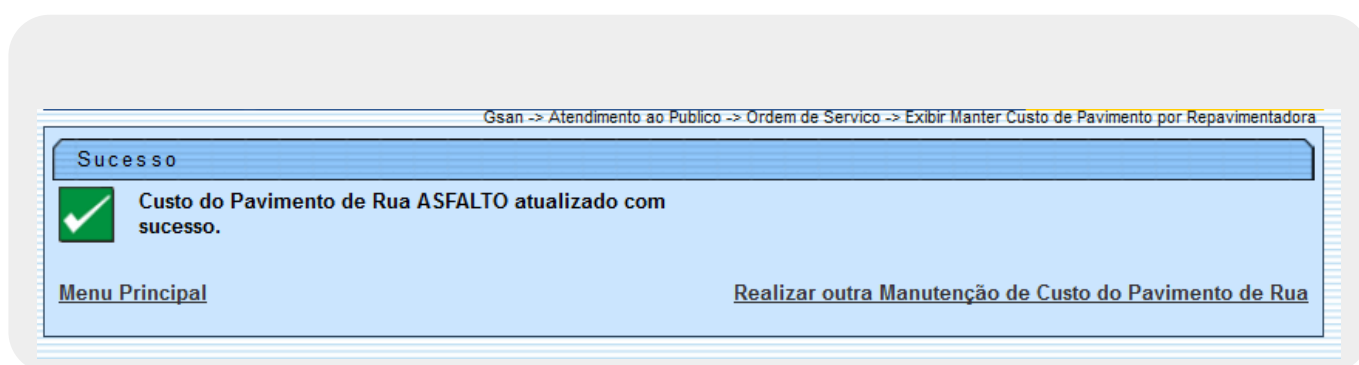 Gsan -> Atendimento ao Publico -> Ordem de Servico -> Exibir Manter Custo de Pavimento por Repavimentadora
Sucesso
Custo do Pavimento de Rua ASFALTO atualizado com
sucesso.
Menu Principal
Realizar outra Manutenção de Custo do Pavimento de Rua